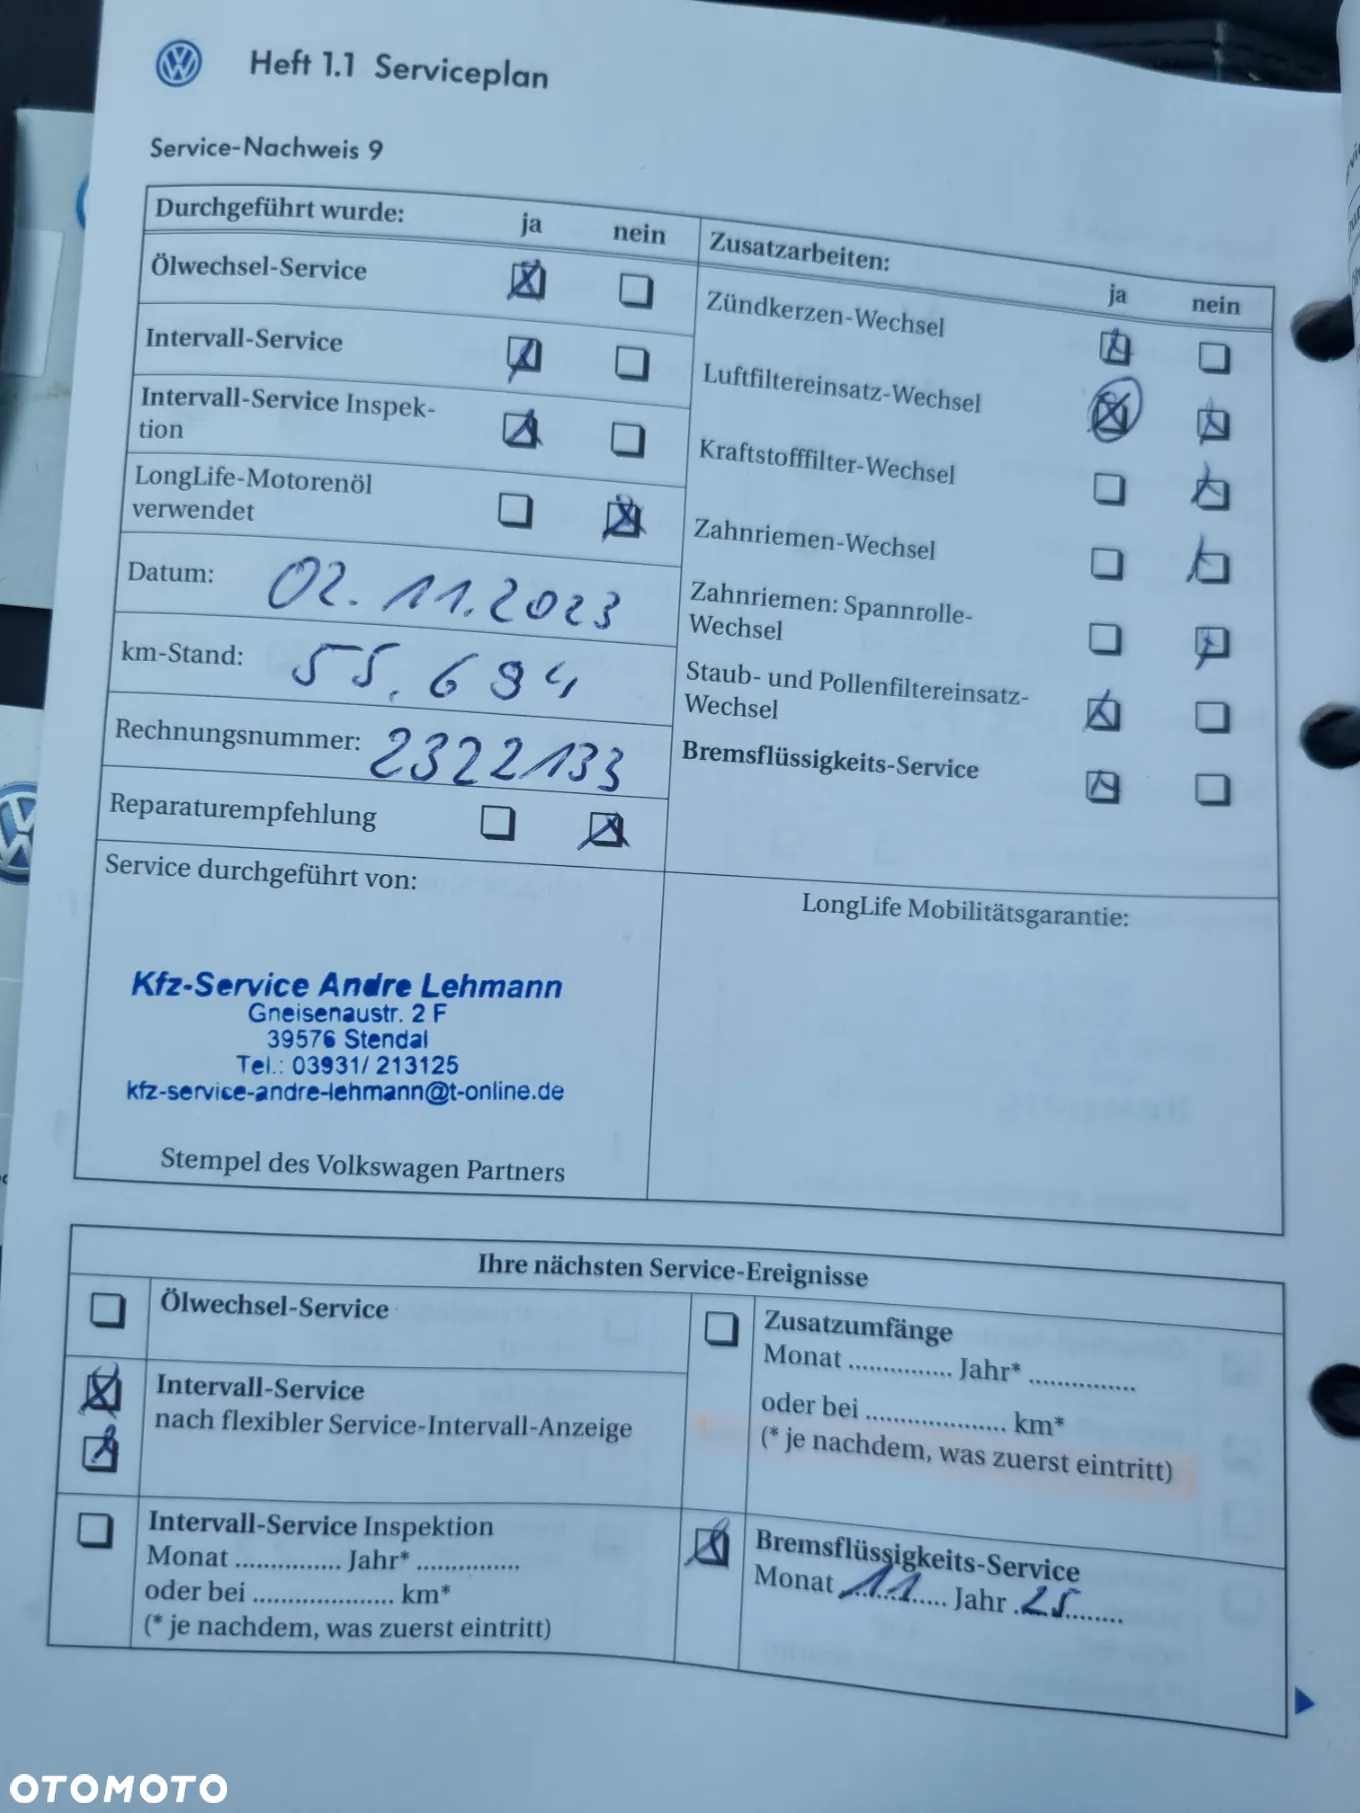 Heft 1.1 Serviceplan
Service-Nachweis 9
Durchgeführt wurde: ja nein
Ölwechsel-Service
Intervall-Service
Intervall-Service Inspek-
tion
LongLife-Motorenöl
verwendet
Datum: 02.11.2023
km-Stand: 55.694
Rechnungsnummer: 2322133
Reparaturempfehlung
Zusatzarbeiten:
ja nein
Zündkerzen-Wechsel
Luftfiltereinsatz-Wechsel
Kraftstofffilter-Wechsel
Zahnriemen-Wechsel
Zahnriemen: Spannrolle-
Wechsel
Staub- und Pollenfiltereinsatz-
Wechsel
Bremsflüssigkeits-Service
Service durchgeführt von:
Kfz-Service Andre Lehmann
Gneisenaustr. 2 F
39576 Stendal
Tel.: 03931/ 213125
kfz-service-andre-lehmann@t-online.de
Stempel des Volkswagen Partners
LongLife Mobilitätsgarantie:
Ihre nächsten Service-Ereignisse
Ölwechsel-Service
Intervall-Service
nach flexibler Service-Intervall-Anzeige
Intervall-Service Inspektion
Monat ............... Jahr* ...............
oder bei .................... km*
(* je nachdem, was zuerst eintritt)
Zusatzumfänge
Monat ............... Jahr* ...............
oder bei .................... km*
(* je nachdem, was zuerst eintritt)
Bremsflüssigkeits-Service
Monat 11 Jahr 25
OTOMOTO